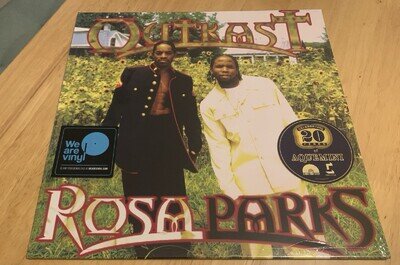 OUTKAST
We are
vinyl
20
AQUEMINI
ROSA PARKS